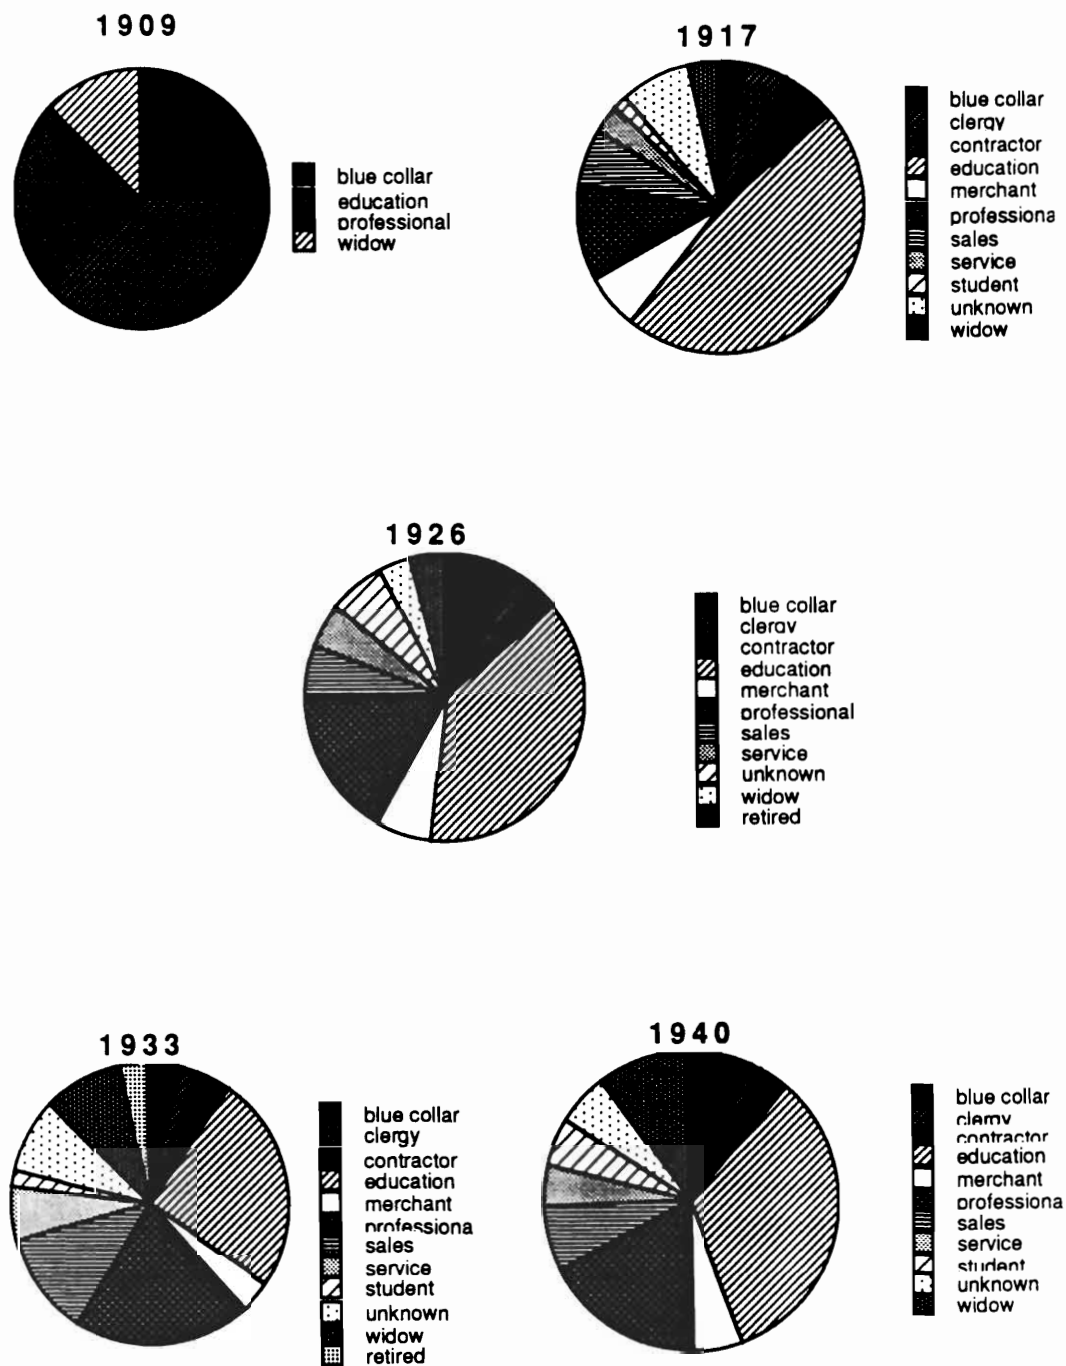 1909
blue collar
education
professional
widow
1917
blue collar
clergy
contractor
education
merchant
professiona
sales
service
student
unknown
widow
1926
blue collar
clergy
contractor
education
merchant
professional
sales
service
unknown
widow
retired
1933
blue collar
clergy
contractor
education
merchant
professiona
sales
service
student
unknown
widow
retired
1940
blue collar
clergy
contractor
education
merchant
professiona
sales
service
student
unknown
widow